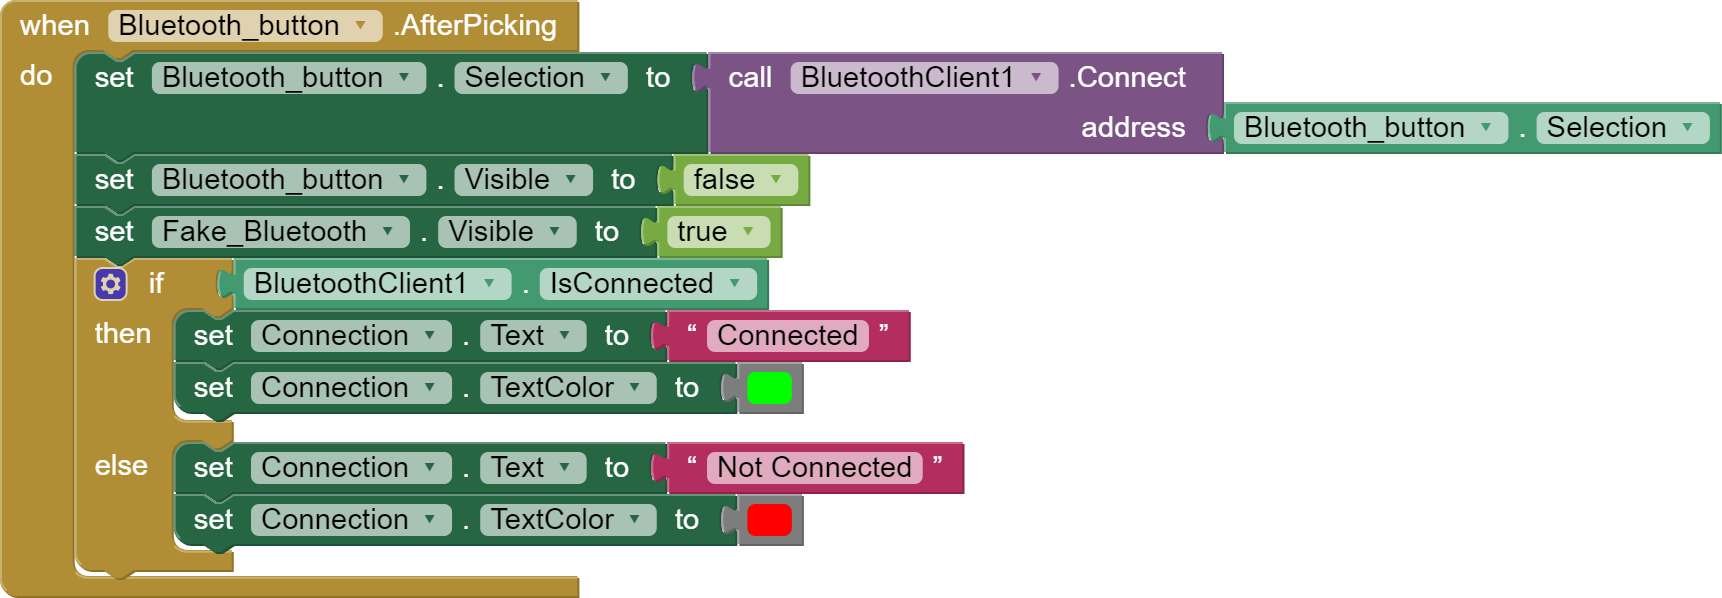 when Bluetooth_button .AfterPicking
do set Bluetooth_button . Selection to call BluetoothClient1 .Connect
address Bluetooth_button . Selection
set Bluetooth_button . Visible to false
set Fake_Bluetooth . Visible to true
if BluetoothClient1 . IsConnected
then set Connection . Text to “ Connected ”
set Connection . TextColor to
else set Connection . Text to “ Not Connected ”
set Connection . TextColor to